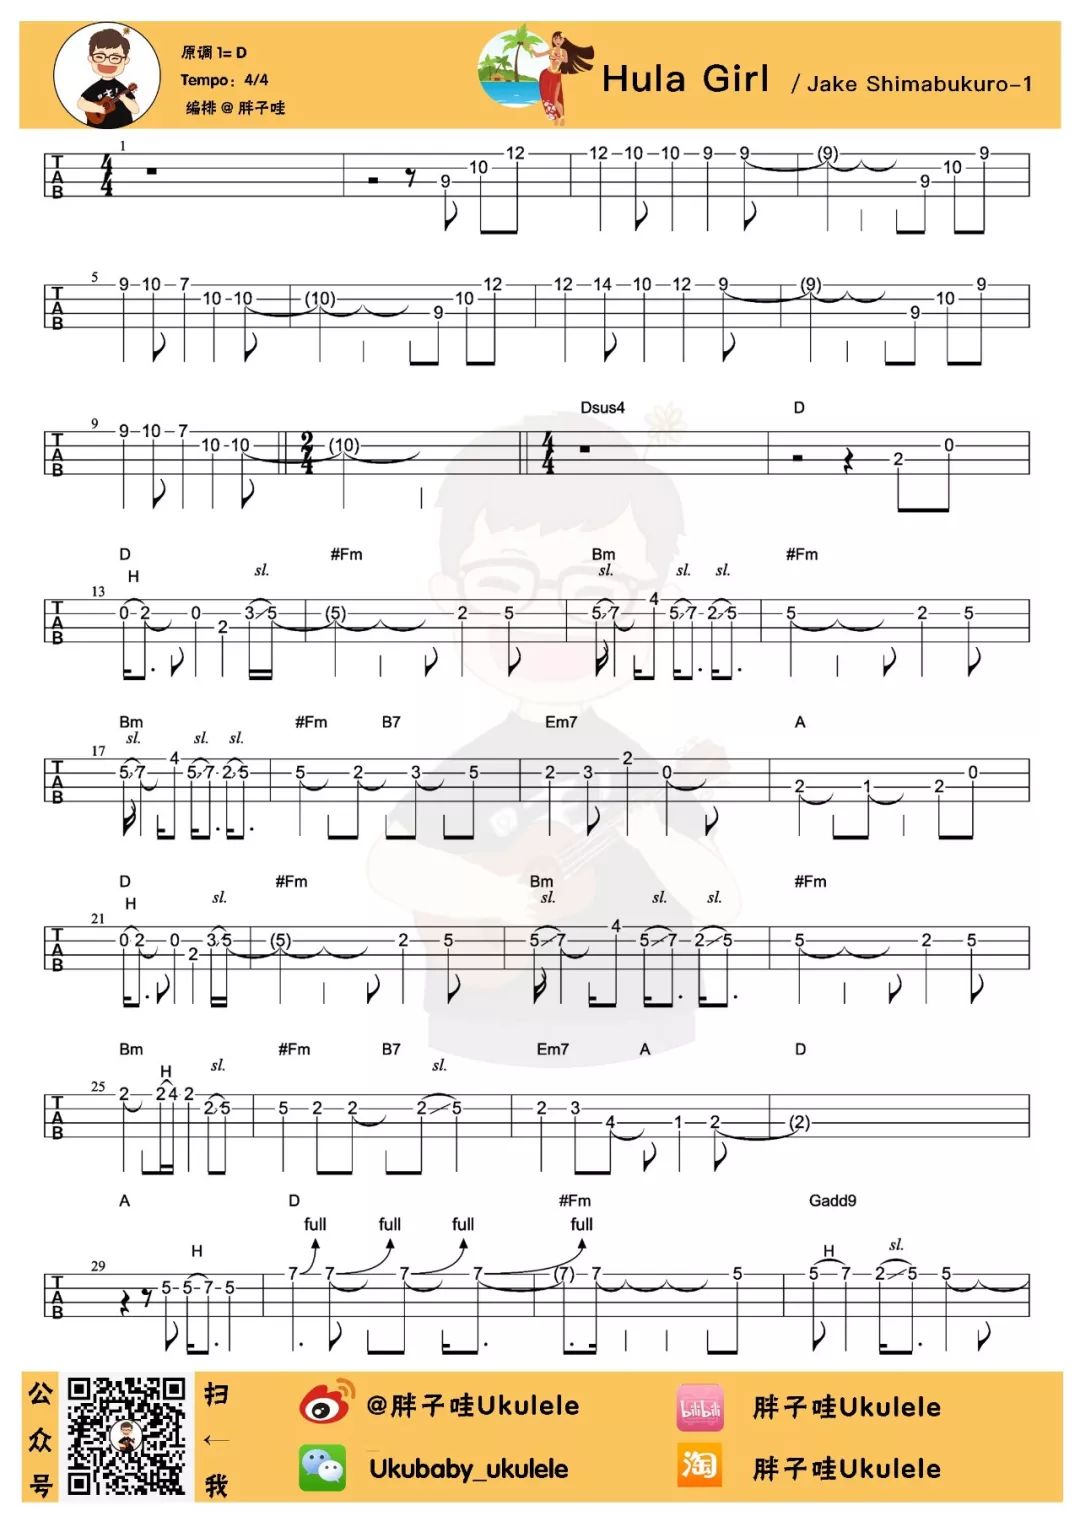 原调 1= D
Tempo: 4/4
编排 @ 胖子哇
Hula Girl / Jake Shimabukuro-1
1
T A B 4/4 9 10 12 12 10 10 9 9 (9) 9 10 9
5
T A B 9 10 7 10 10 (10) 9 10 12 12 14 10 12 9 (9) 9 10 9
Dsus4 D
9
T A B 9 10 7 10 10 2/4 (10) 4/4 2 0
D #Fm Bm #Fm
H sl. sl. sl. sl.
13
T A B 0 2 0 2 3 5 (5) 2 5 5 7 4 5 7 2 5 5 2 5
Bm #Fm B7 Em7 A
sl. sl. sl.
17
T A B 5 7 4 5 7 2 5 5 2 3 5 2 3 2 0 2 1 2 0
D #Fm Bm #Fm
H sl. sl. sl. sl.
21
T A B 0 2 0 2 3 5 (5) 2 5 5 7 4 5 7 2 5 5 2 5
Bm #Fm B7 Em7 A D
H sl. sl.
25
T A B 2 2 4 2 2 5 5 2 2 2 5 2 3 4 1 2 (2)
A D #Fm Gadd9
H full full full full H sl.
29
T A B 5 5 7 5 7 7 7 7 (7) 7 5 5 7 2 5 5
公众号
扫←我
@胖子哇Ukulele
bilibili
胖子哇Ukulele
Ukubaby_ukulele
淘
胖子哇Ukulele